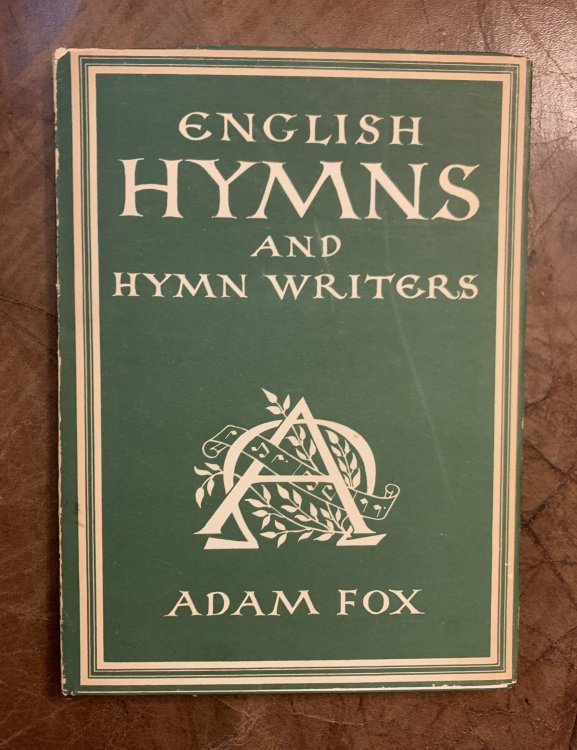 ENGLISH
HYMNS
AND
HYMN WRITERS
ADAM FOX